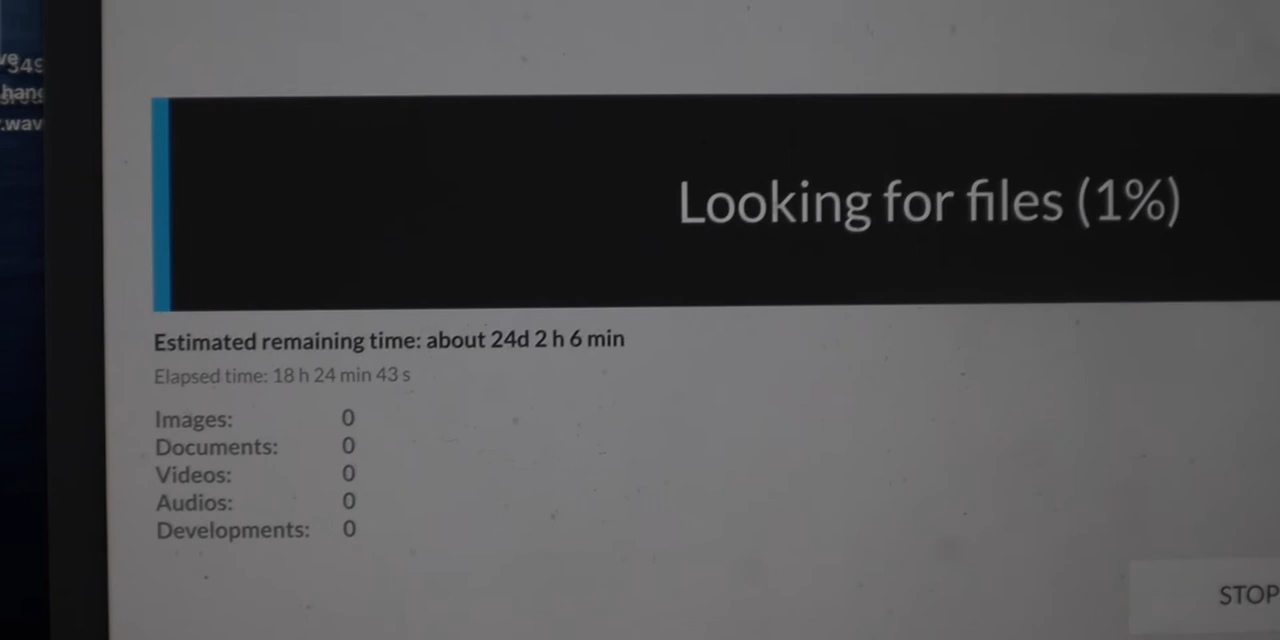 .wav
Looking for files (1%)
Estimated remaining time: about 24d 2 h 6 min
Elapsed time: 18 h 24 min 43 s
Images: 0
Documents: 0
Videos: 0
Audios: 0
Developments: 0
STOP